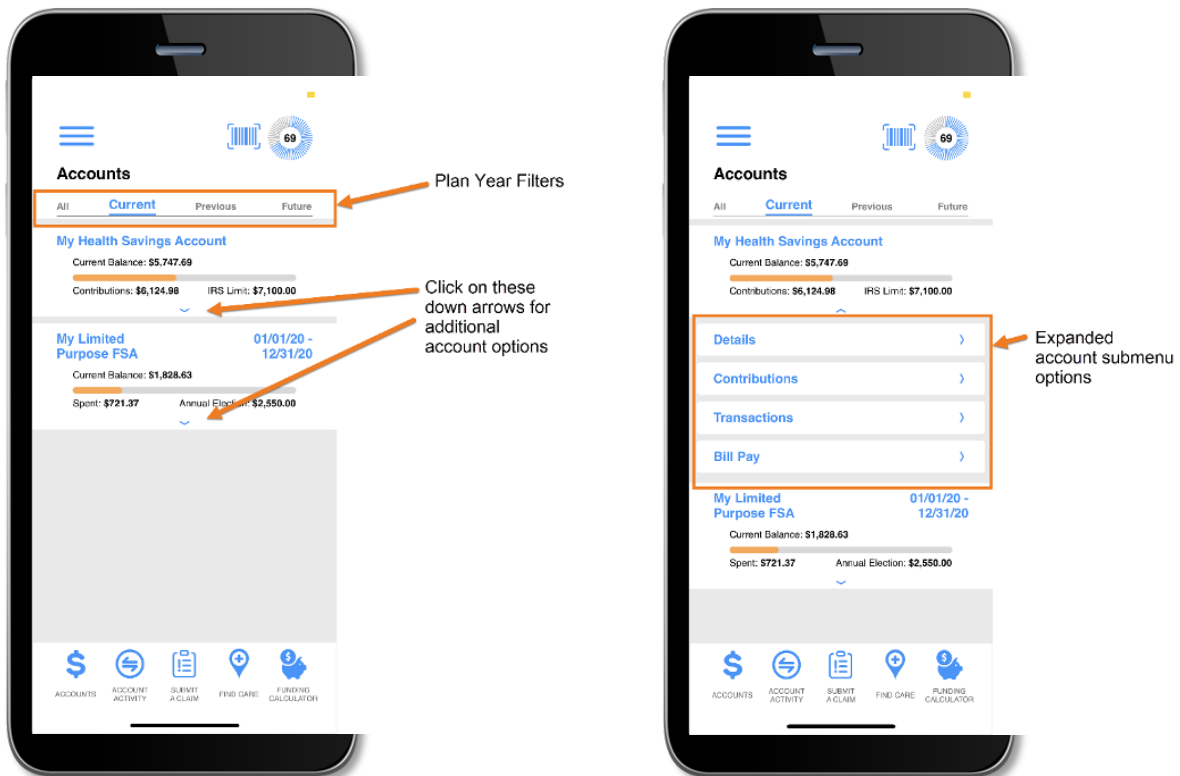 69
Accounts
All Current Previous Future
My Health Savings Account
Current Balance: $5,747.69
Contributions: $6,124.98 IRS Limit: $7,100.00
My Limited 01/01/20 -
Purpose FSA 12/31/20
Current Balance: $1,828.63
Spent: $721.37 Annual Election: $2,550.00
ACCOUNTS ACCOUNT SUBMIT FIND CARE FUNDING
ACTIVITY A CLAIM CALCULATOR
Plan Year Filters
Click on these
down arrows for
additional
account options
69
Accounts
All Current Previous Future
My Health Savings Account
Current Balance: $5,747.69
Contributions: $6,124.98 IRS Limit: $7,100.00
Details
Contributions
Transactions
Bill Pay
My Limited 01/01/20 -
Purpose FSA 12/31/20
Current Balance: $1,828.63
Spent: $721.37 Annual Election: $2,550.00
ACCOUNTS ACCOUNT SUBMIT FIND CARE FUNDING
ACTIVITY A CLAIM CALCULATOR
Expanded
account submenu
options